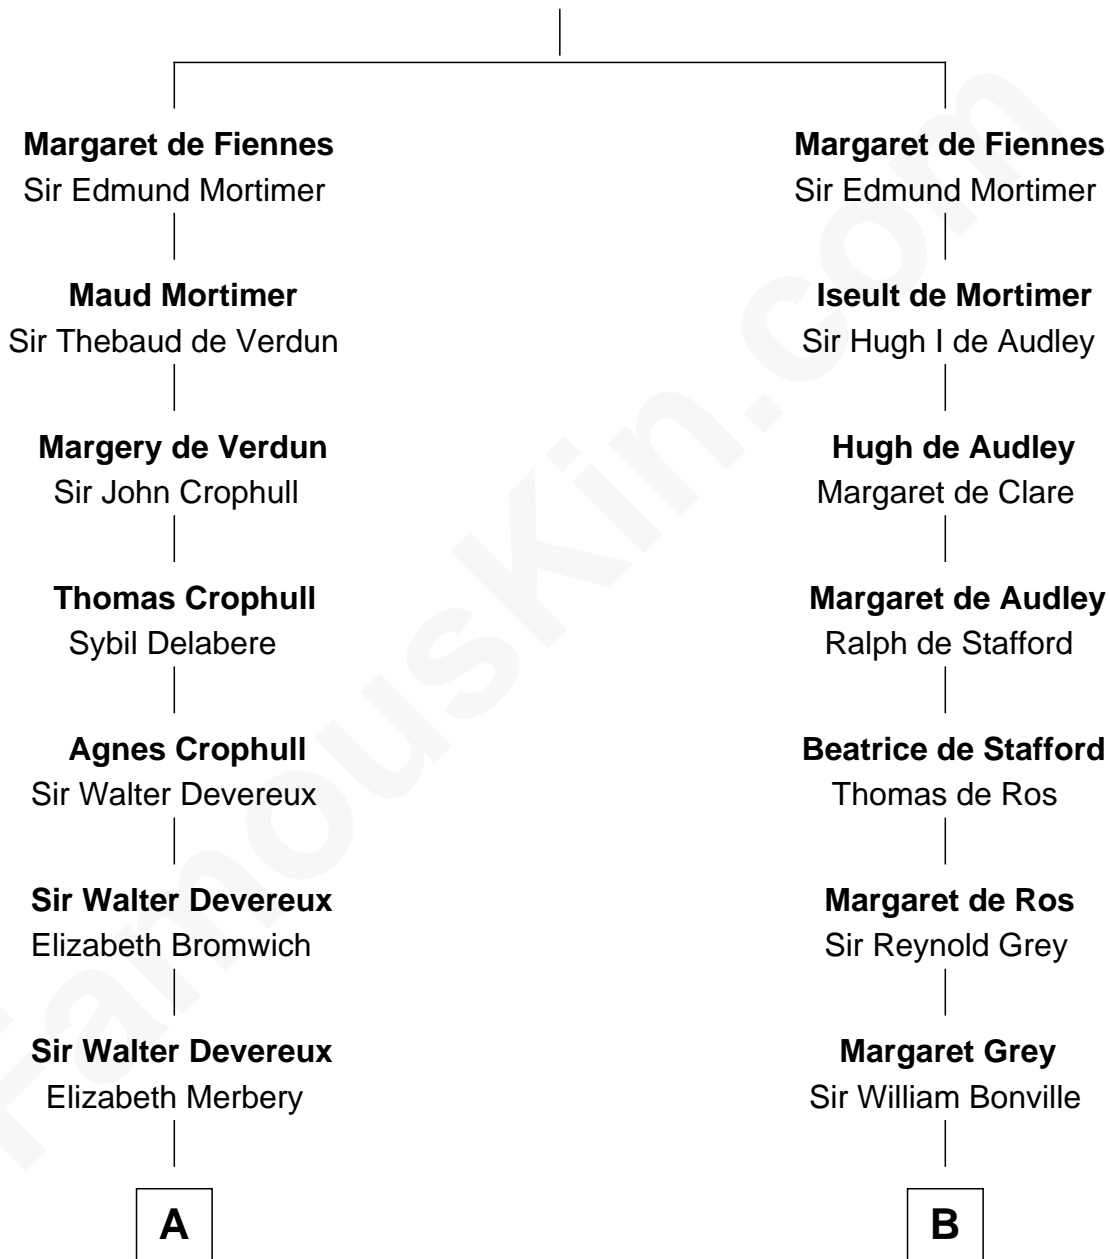 Margaret de Fiennes
Sir Edmund Mortimer
Maud Mortimer
Sir Thebaud de Verdun
Margery de Verdun
Sir John Crophull
Thomas Crophull
Sybil Delabere
Agnes Crophull
Sir Walter Devereux
Sir Walter Devereux
Elizabeth Bromwich
Sir Walter Devereux
Elizabeth Merbery
A
Margaret de Fiennes
Sir Edmund Mortimer
Iseult de Mortimer
Sir Hugh I de Audley
Hugh de Audley
Margaret de Clare
Margaret de Audley
Ralph de Stafford
Beatrice de Stafford
Thomas de Ros
Margaret de Ros
Sir Reynold Grey
Margaret Grey
Sir William Bonville
B
FamousKin.com